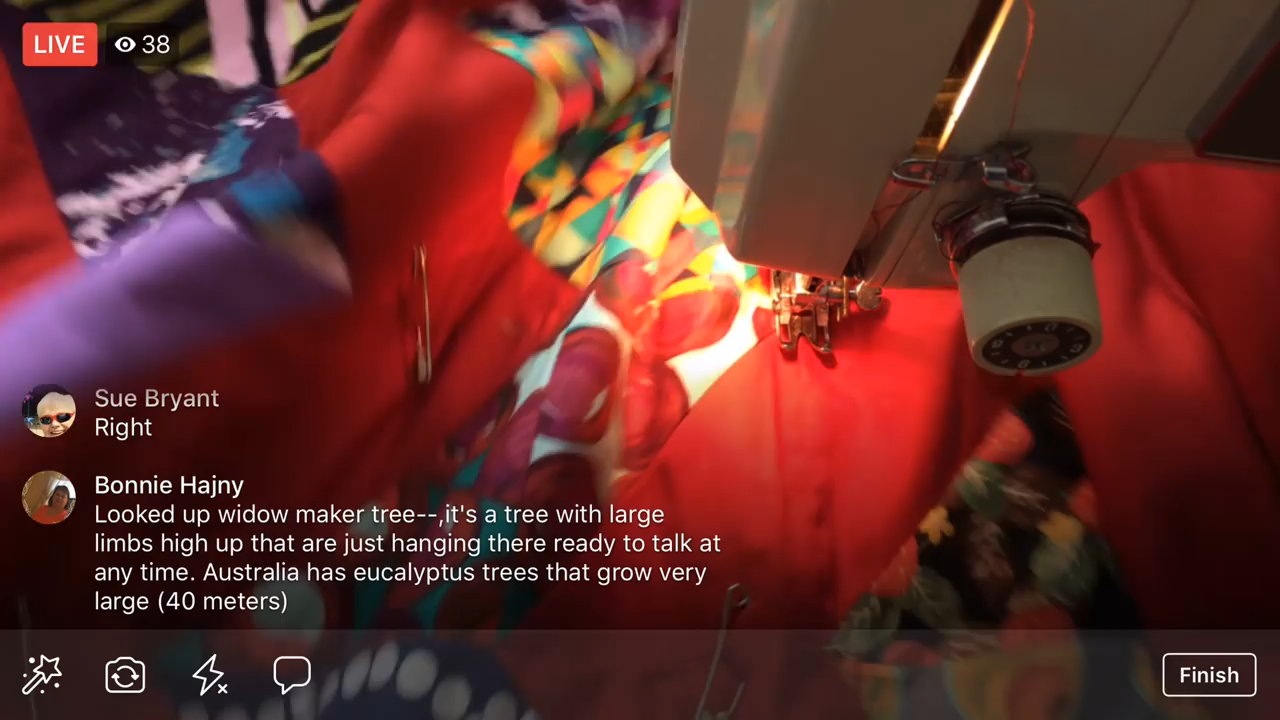 LIVE
38
Sue Bryant
Right
Bonnie Hajny
Looked up widow maker tree--,it's a tree with large
limbs high up that are just hanging there ready to talk at
any time. Australia has eucalyptus trees that grow very
large (40 meters)
Finish